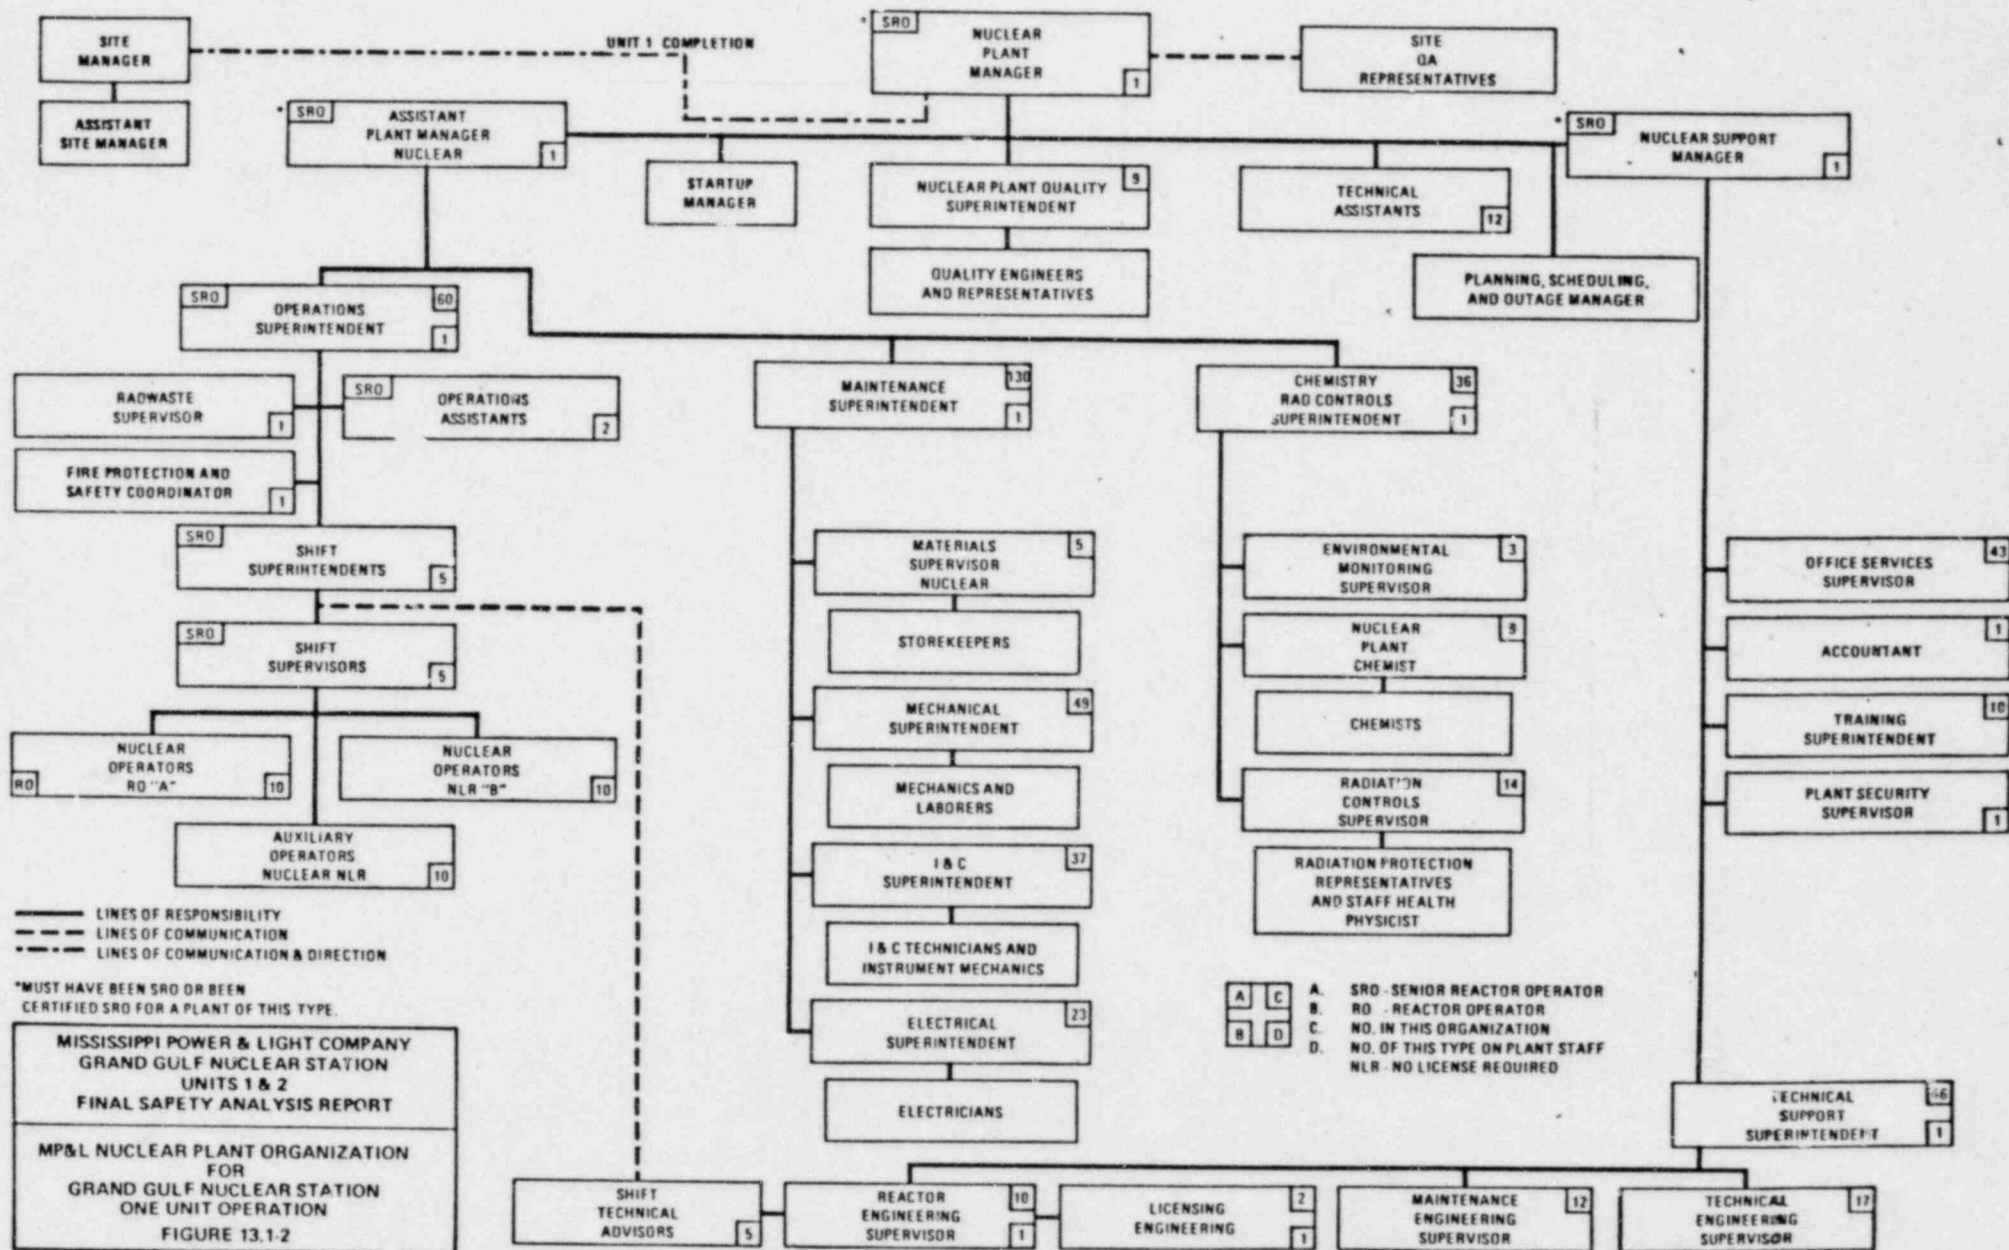 SITE
MANAGER
ASSISTANT
SITE MANAGER
UNIT 1 COMPLETION
* SRO
NUCLEAR
PLANT
MANAGER
1
SITE
QA
REPRESENTATIVES
* SRO
ASSISTANT
PLANT MANAGER
NUCLEAR
1
STARTUP
MANAGER
NUCLEAR PLANT QUALITY
SUPERINTENDENT
9
QUALITY ENGINEERS
AND REPRESENTATIVES
TECHNICAL
ASSISTANTS
12
* SRO
NUCLEAR SUPPORT
MANAGER
1
PLANNING, SCHEDULING,
AND OUTAGE MANAGER
SRO
OPERATIONS
SUPERINTENDENT
60
1
RADWASTE
SUPERVISOR
1
SRO
OPERATIONS
ASSISTANTS
2
FIRE PROTECTION AND
SAFETY COORDINATOR
1
SRO
SHIFT
SUPERINTENDENTS
5
SRO
SHIFT
SUPERVISORS
5
NUCLEAR
OPERATORS
RO "A"
RO
10
NUCLEAR
OPERATORS
NLR "B"
10
AUXILIARY
OPERATORS
NUCLEAR NLR
10
MAINTENANCE
SUPERINTENDENT
130
1
MATERIALS
SUPERVISOR
NUCLEAR
5
STOREKEEPERS
MECHANICAL
SUPERINTENDENT
49
MECHANICS AND
LABORERS
I & C
SUPERINTENDENT
37
I & C TECHNICIANS AND
INSTRUMENT MECHANICS
ELECTRICAL
SUPERINTENDENT
23
ELECTRICIANS
CHEMISTRY
RAD CONTROLS
SUPERINTENDENT
36
1
ENVIRONMENTAL
MONITORING
SUPERVISOR
3
NUCLEAR
PLANT
CHEMIST
CHEMISTS
RADIATION
CONTROLS
SUPERVISOR
14
RADIATION PROTECTION
REPRESENTATIVES
AND STAFF HEALTH
PHYSICIST
OFFICE SERVICES
SUPERVISOR
43
ACCOUNTANT
1
TRAINING
SUPERINTENDENT
10
PLANT SECURITY
SUPERVISOR
1
TECHNICAL
SUPPORT
SUPERINTENDENT
46
1
SHIFT
TECHNICAL
ADVISORS
5
REACTOR
ENGINEERING
SUPERVISOR
10
1
LICENSING
ENGINEERING
2
1
MAINTENANCE
ENGINEERING
SUPERVISOR
12
TECHNICAL
ENGINEERING
SUPERVISOR
17
LINES OF RESPONSIBILITY
LINES OF COMMUNICATION
LINES OF COMMUNICATION & DIRECTION
*MUST HAVE BEEN SRO OR BEEN
CERTIFIED SRO FOR A PLANT OF THIS TYPE.
A C
B D
A. SRO - SENIOR REACTOR OPERATOR
B. RO - REACTOR OPERATOR
C. NO. IN THIS ORGANIZATION
D. NO. OF THIS TYPE ON PLANT STAFF
NLR - NO LICENSE REQUIRED
MISSISSIPPI POWER & LIGHT COMPANY
GRAND GULF NUCLEAR STATION
UNITS 1 & 2
FINAL SAFETY ANALYSIS REPORT
MP&L NUCLEAR PLANT ORGANIZATION
FOR
GRAND GULF NUCLEAR STATION
ONE UNIT OPERATION
FIGURE 13.1-2